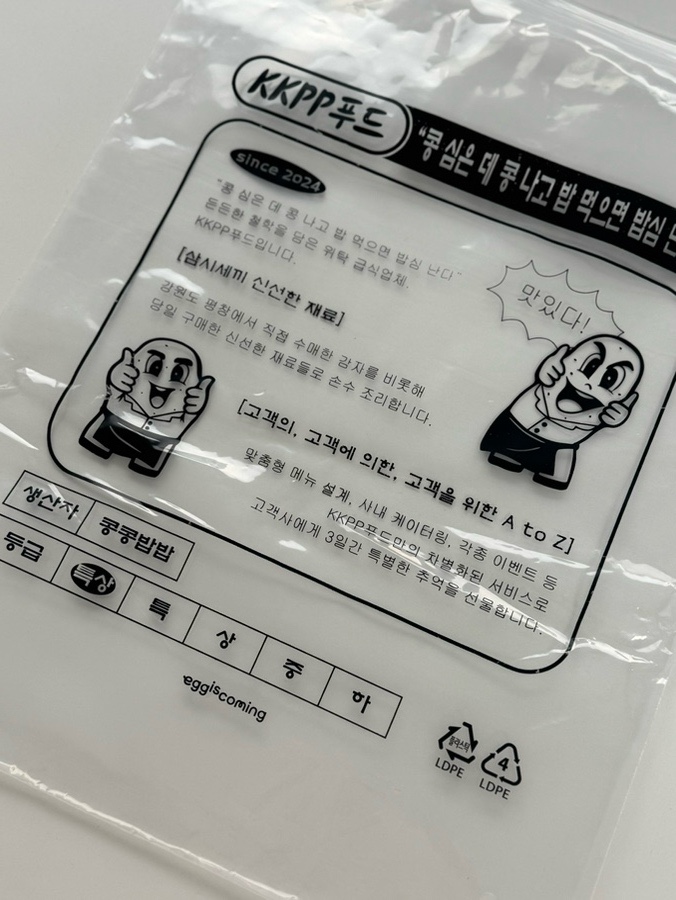 KKPP푸드
"콩 심은 데 콩 나고 밥 먹으면 밥심 난
since 2024
"콩 심은 데 콩 나고 밥 먹으면 밥심 난다"
든든한 철학을 담은 위탁 급식업체,
KKPP푸드입니다.
[삼시세끼 신선한 재료]
강원도 평창에서 직접 수매한 감자를 비롯해
당일 구매한 신선한 재료들로 손수 조리합니다.
맛있다!
[고객의, 고객에 의한, 고객을 위한 A to Z]
맞춤형 메뉴 설계, 사내 케이터링, 각종 이벤트 등
KKPP푸드만의 차별화된 서비스로
고객사에게 3일간 특별한 추억을 선물합니다.
생산자 콩콩밥밥
등급 특상 특 상 중 하
eggiscoming
플라스틱
LDPE
4
LDPE